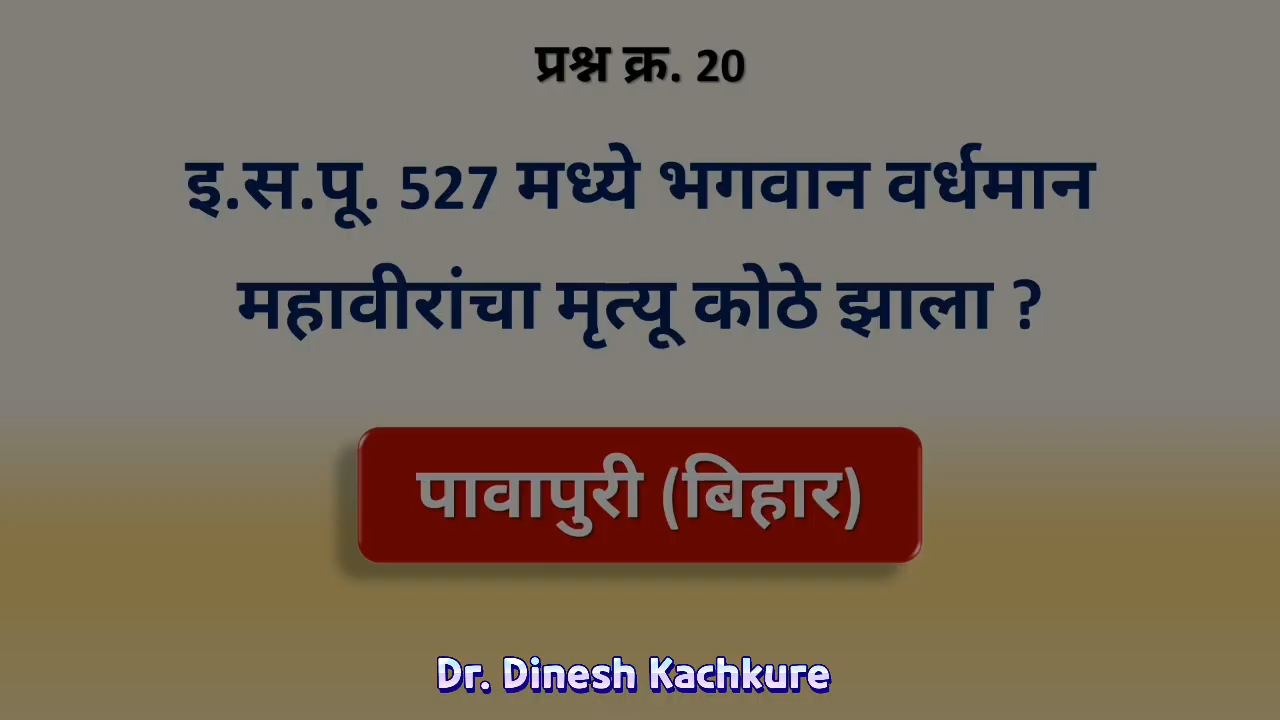 प्रश्न क्र. 20
इ.स.पू. 527 मध्ये भगवान वर्धमान
महावीरांचा मृत्यू कोठे झाला ?
पावापुरी (बिहार)
Dr. Dinesh Kachkure